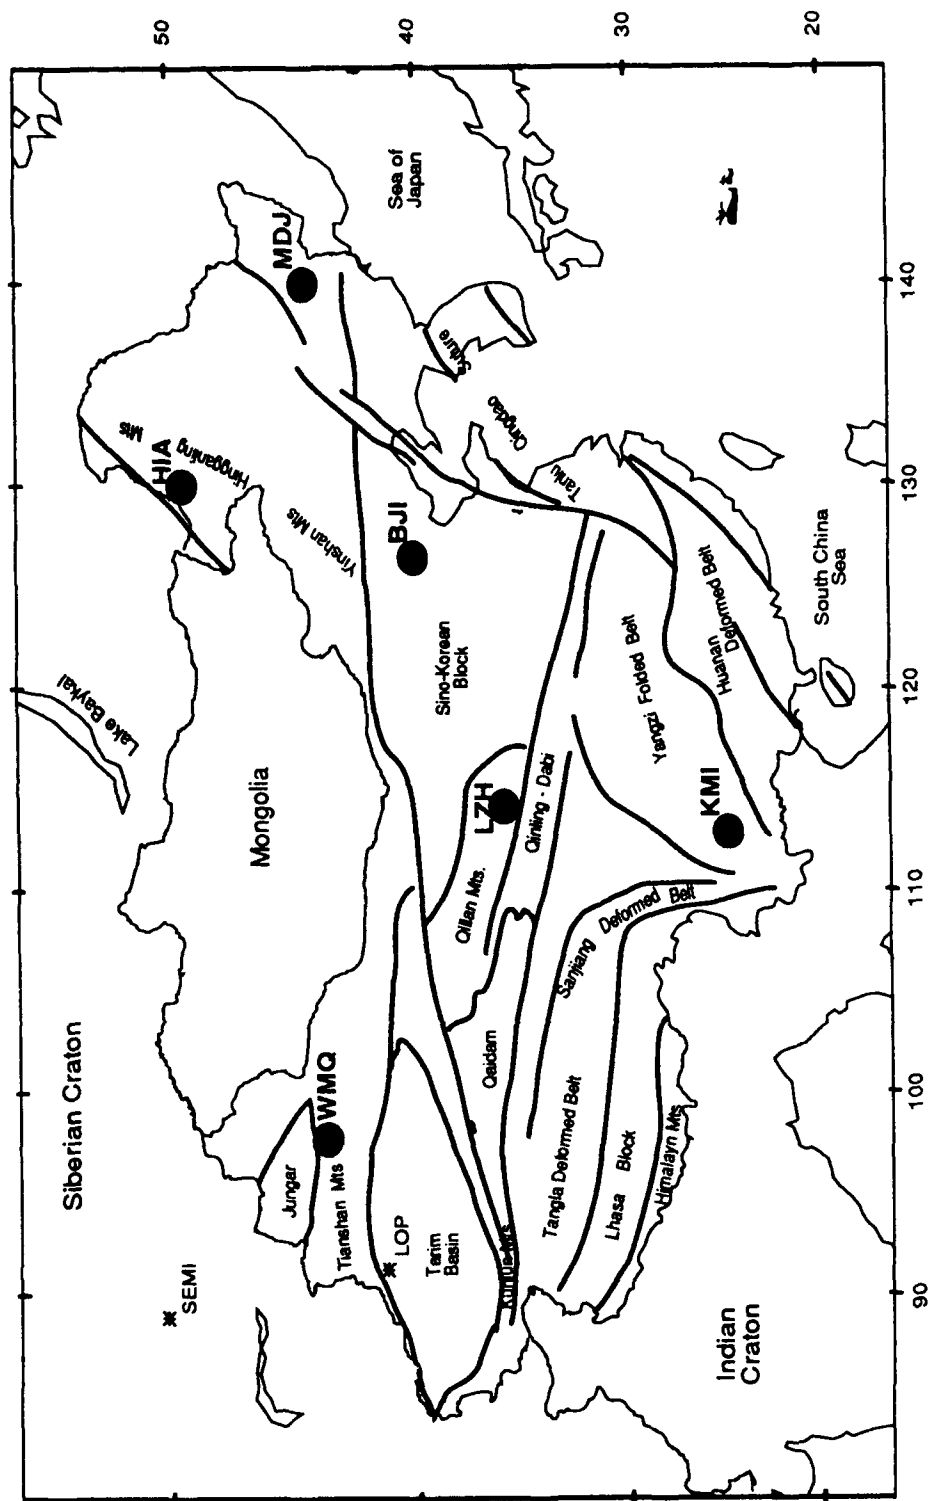 50
40
30
20
140
130
120
110
100
90
Siberian Craton
Lake Baykal
Mongolia
Sea of
Japan
MDJ
HIA
Hingganling
Mts
Yinshan Mts
BJI
Sino-Korean
Block
Qingdao
Suture
Tanlu
South China
Sea
Huanan
Deformed Belt
Yangzi Folded Belt
KMI
LZH
Qinling - Dabi
Qilian Mts.
Sanjiang Deformed Belt
Qaidam
WMQ
Jungar
Tianshan Mts
SEMI
LOP
Tarim
Basin
Tangla Deformed Belt
Lhasa Block
Himalayn Mts
Indian
Craton